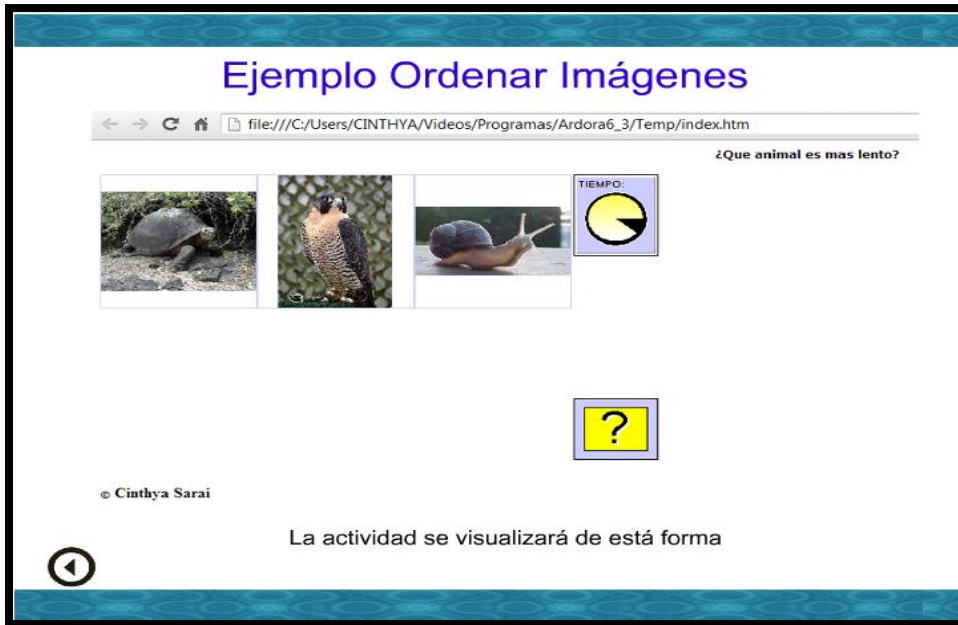 Ejemplo Ordenar Imágenes
file:///C:/Users/CINTHYA/Videos/Programas/Ardora6_3/Temp/index.htm
¿Que animal es mas lento?
TIEMPO:
?
© Cinthya Sarai
La actividad se visualizará de está forma